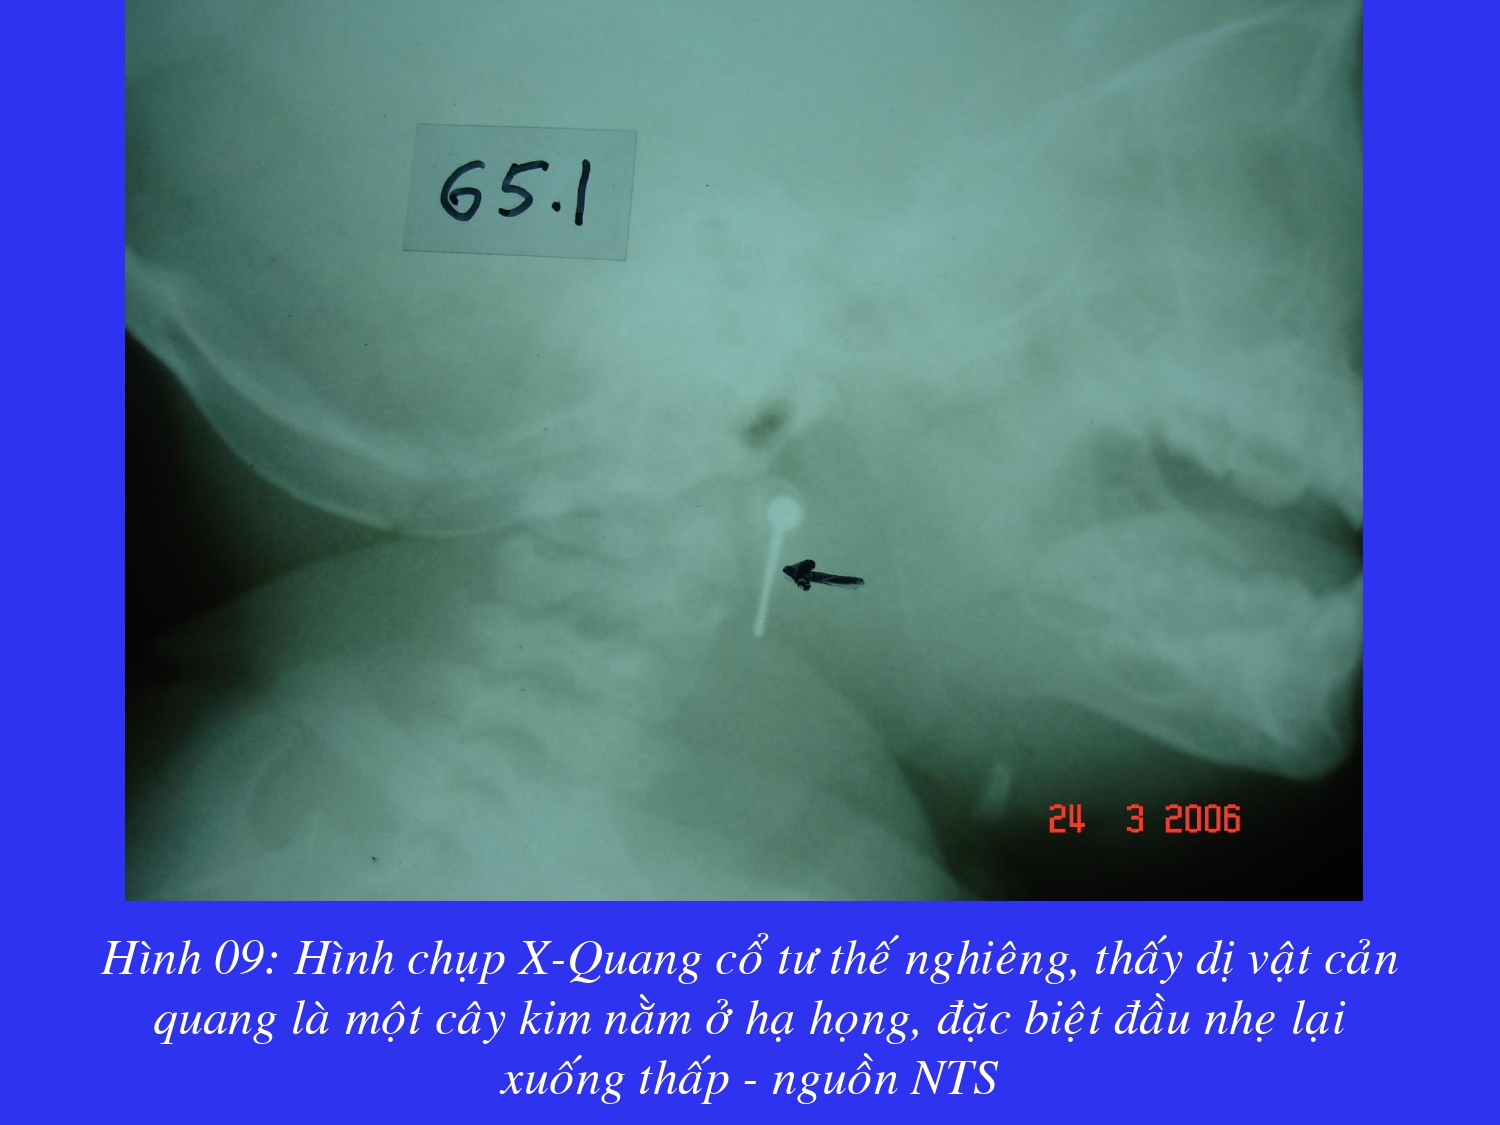 65.1
24 3 2006
Hình 09: Hình chụp X-Quang cổ tư thế nghiêng, thấy dị vật cản
quang là một cây kim nằm ở hạ họng, đặc biệt đầu nhẹ lại
xuống thấp - nguồn NTS